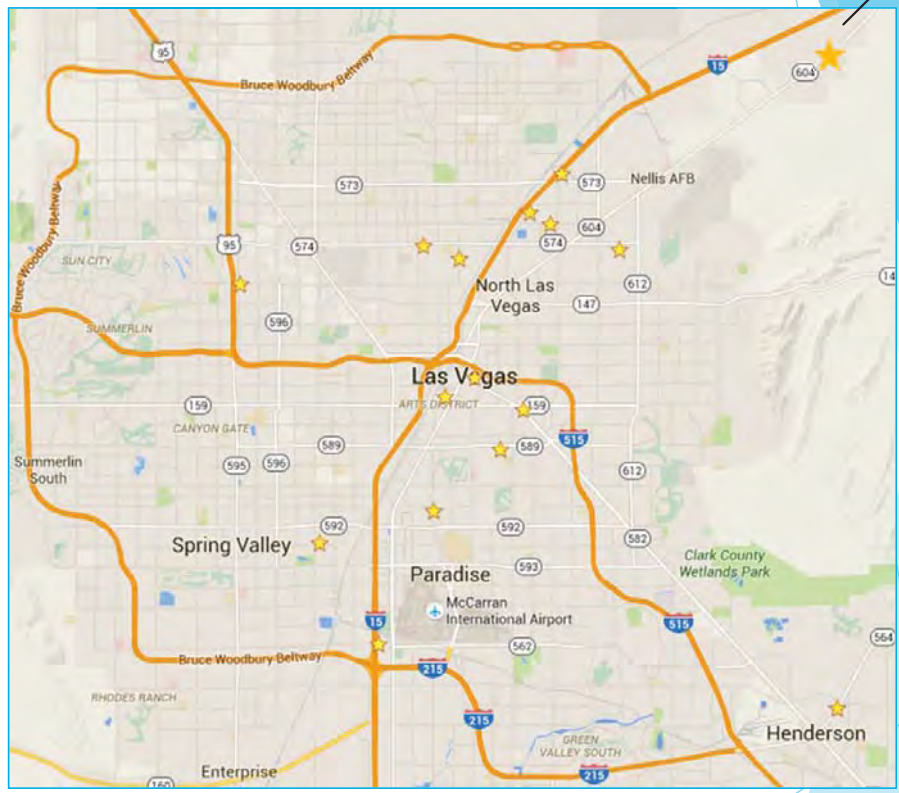 95
15
604
Bruce Woodbury Beltway
573
573
Nellis AFB
Bruce Woodbury Beltway
95
574
574
604
SUN CITY
612
14
North Las
Vegas
147
596
SUMMERLIN
Las Vegas
ARTS DISTRICT
159
159
CANYON GATE
589
589
515
Summerlin
South
595
596
612
592
592
Spring Valley
582
593
Clark County
Wetlands Park
Paradise
McCarran
International Airport
15
515
564
562
Bruce Woodbury Beltway
215
RHODES RANCH
215
Henderson
GREEN
VALLEY SOUTH
Enterprise
215
160